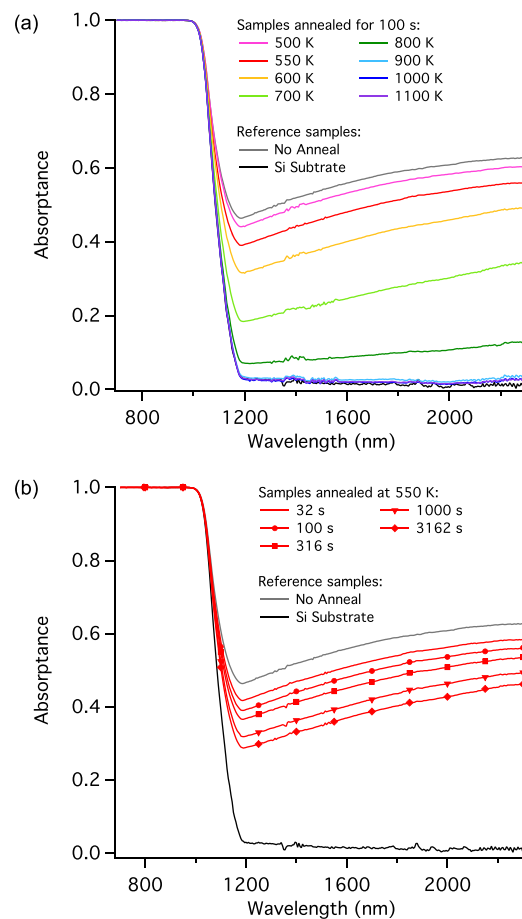 (a)
Samples annealed for 100 s:
500 K
800 K
550 K
900 K
600 K
1000 K
700 K
1100 K
Reference samples:
No Anneal
Si Subtrate
1.0
0.8
0.6
0.4
0.2
0.0
Absorptance
800
1200
1600
2000
Wavelength (nm)
(b)
Samples annealed at 550 K:
32 s
1000 s
100 s
3162 s
316 s
Reference samples:
No Anneal
Si Substrate
1.0
0.8
0.6
0.4
0.2
0.0
Absorptance
800
1200
1600
2000
Wavelength (nm)